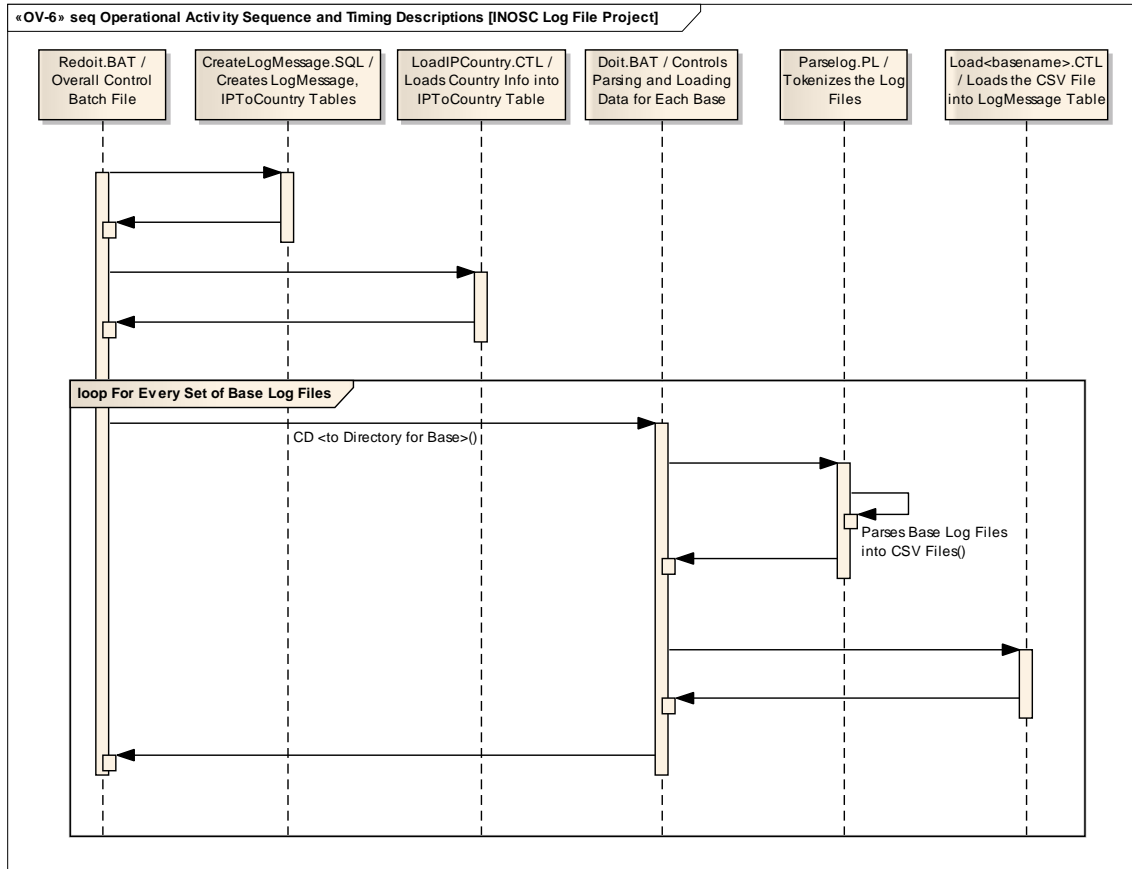 «OV-6» seq Operational Activity Sequence and Timing Descriptions [INOSC Log File Project]
Redoit.BAT /
Overall Control
Batch File
CreateLogMessage.SQL /
Creates LogMessage,
IPToCountry Tables
LoadIPCountry.CTL /
Loads Country Info into
IPToCountry Table
Doit.BAT / Controls
Parsing and Loading
Data for Each Base
Parselog.PL /
Tokenizes the Log
Files
Load<basename>.CTL
/ Loads the CSV File
into LogMessage Table
loop For Every Set of Base Log Files
CD <to Directory for Base>()
Parses Base Log Files
into CSV Files()